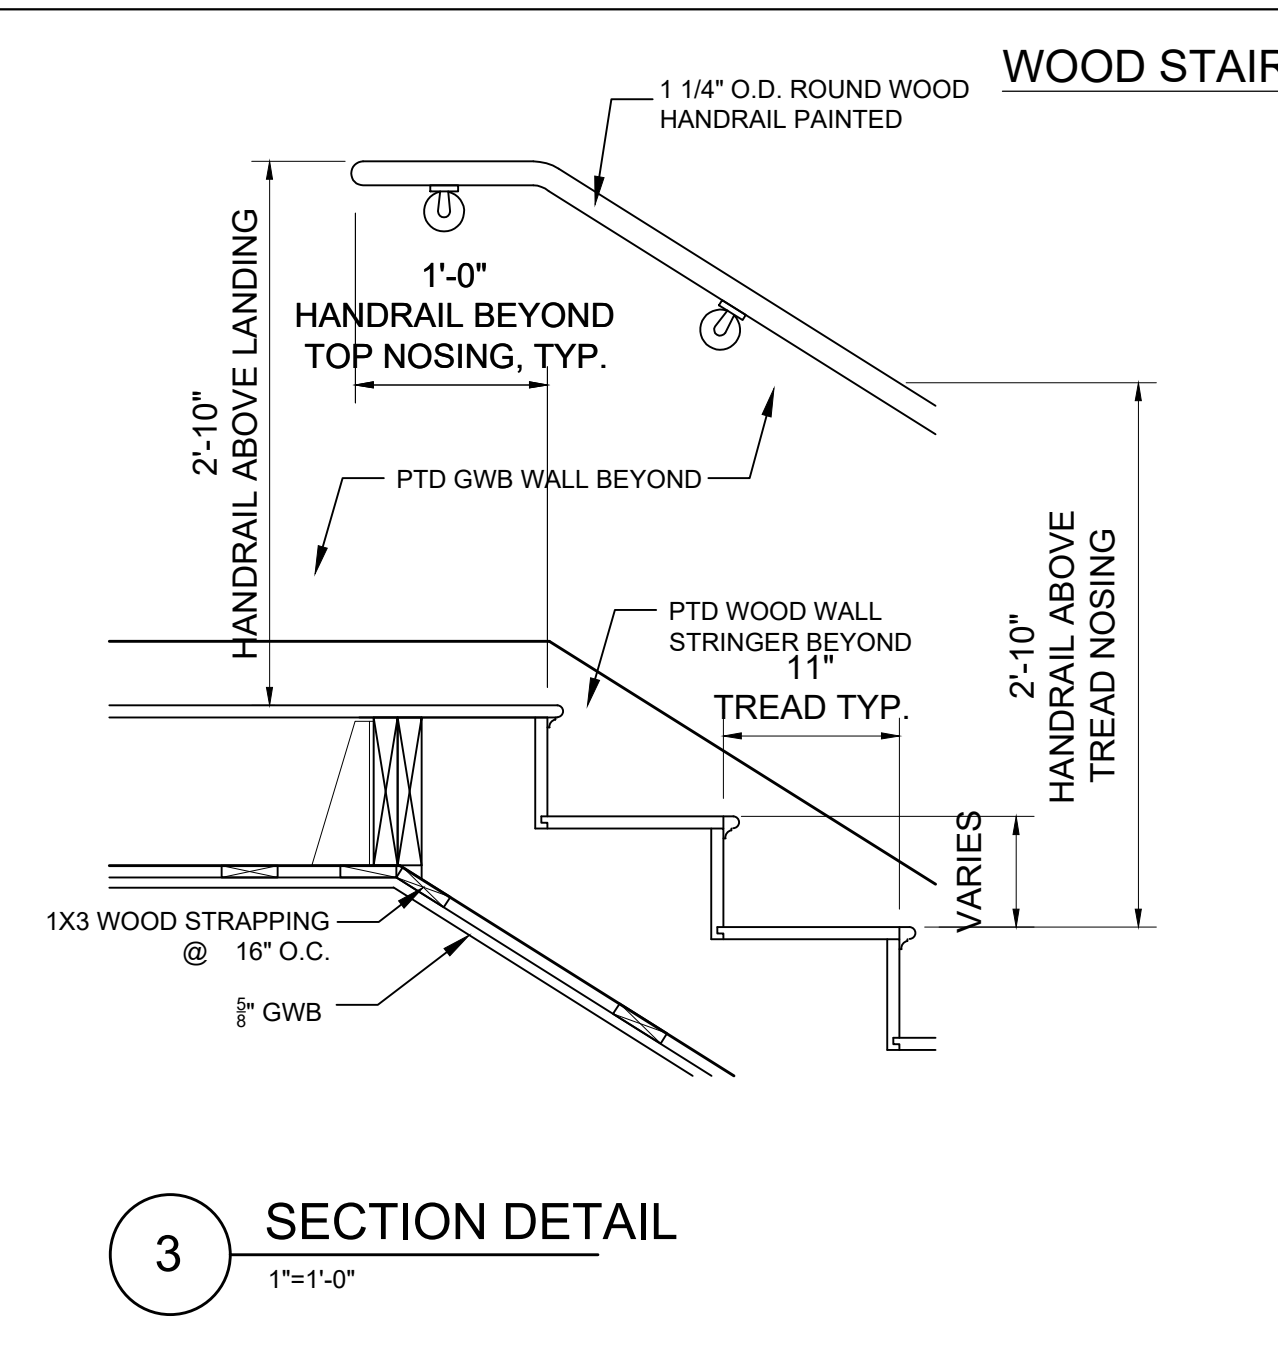 WOOD STAIR
1 1/4" O.D. ROUND WOOD
HANDRAIL PAINTED
2'-10"
HANDRAIL ABOVE LANDING
1'-0"
HANDRAIL BEYOND
TOP NOSING, TYP.
PTD GWB WALL BEYOND
PTD WOOD WALL
STRINGER BEYOND
11"
TREAD TYP.
2'-10"
HANDRAIL ABOVE
TREAD NOSING
VARIES
1X3 WOOD STRAPPING
@ 16" O.C.
5/8" GWB
3
SECTION DETAIL
1"=1'-0"